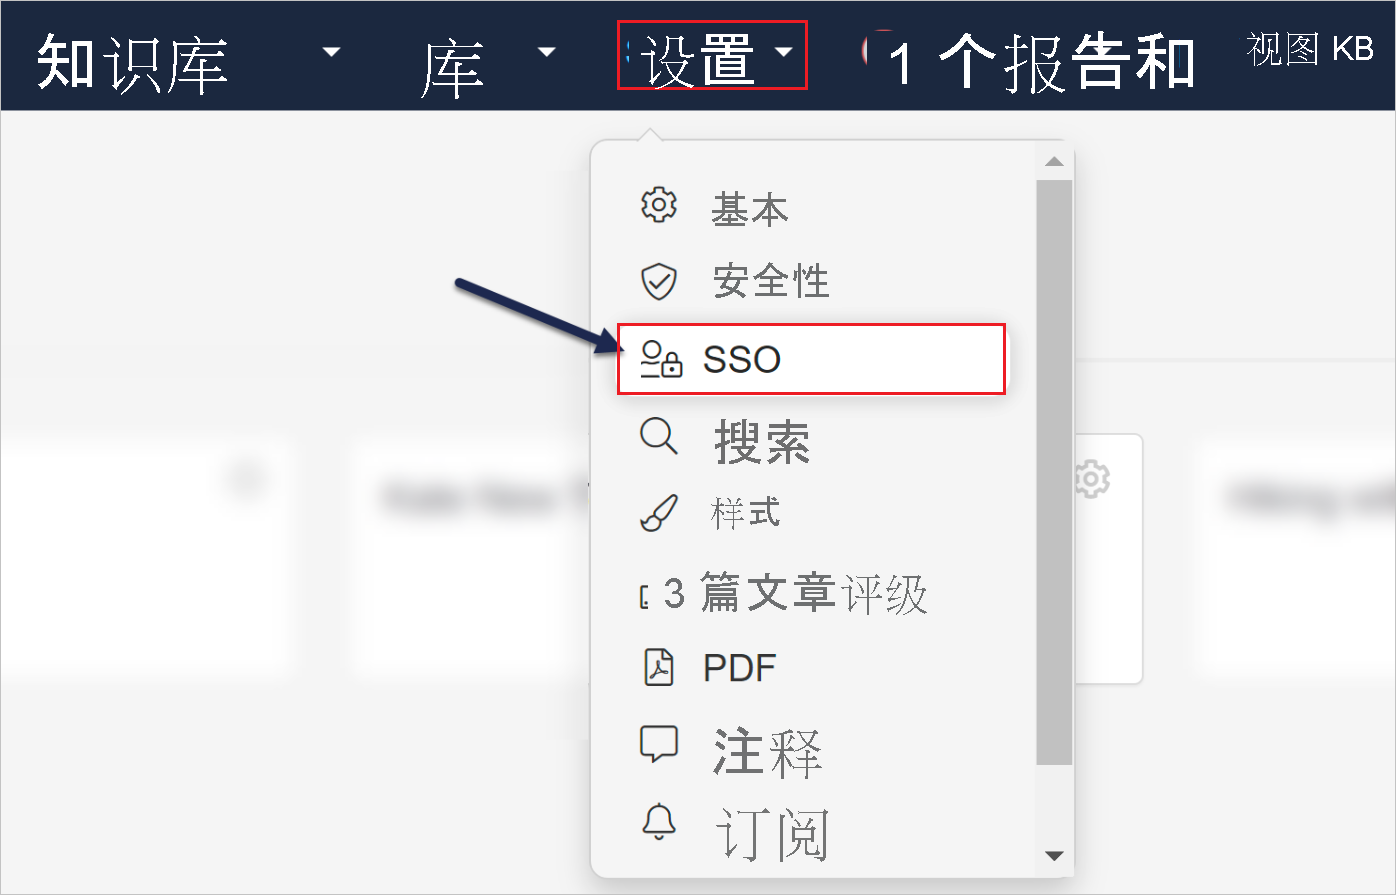 知识库 库 设置 1 个报告和 视图 KB
基本
安全性
SSO
搜索
样式
3 篇文章评级
PDF
注释
订阅